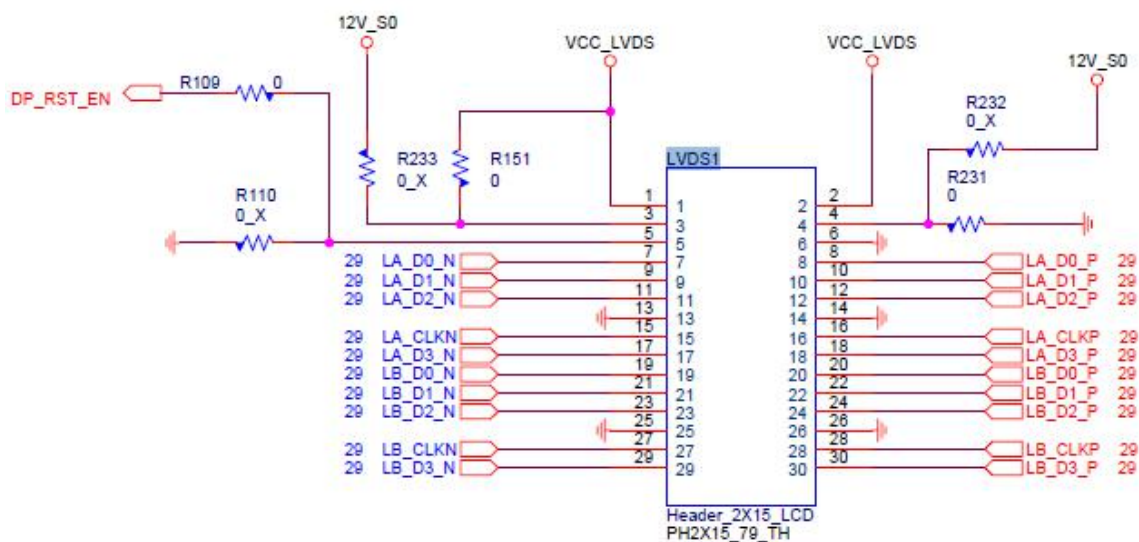 12V_S0
VCC_LVDS
VCC_LVDS
12V_S0
R109 0
DP_RST_EN
R232
0_X
R233
0_X
R151
0
LVDS1
R231
0
R110
0_X
1 1 2 2
3 3 4 4
5 5 6 6
29 LA_D0_N 7 7 8 8 LA_D0_P 29
29 LA_D1_N 9 9 10 10 LA_D1_P 29
29 LA_D2_N 11 11 12 12 LA_D2_P 29
13 13 14 14
29 LA_CLKN 15 15 16 16 LA_CLKP 29
29 LA_D3_N 17 17 18 18 LA_D3_P 29
29 LB_D0_N 19 19 20 20 LB_D0_P 29
29 LB_D1_N 21 21 22 22 LB_D1_P 29
29 LB_D2_N 23 23 24 24 LB_D2_P 29
25 25 26 26
29 LB_CLKN 27 27 28 28 LB_CLKP 29
29 LB_D3_N 29 29 30 30 LB_D3_P 29
Header_2X15_LCD
PH2X15_79_TH